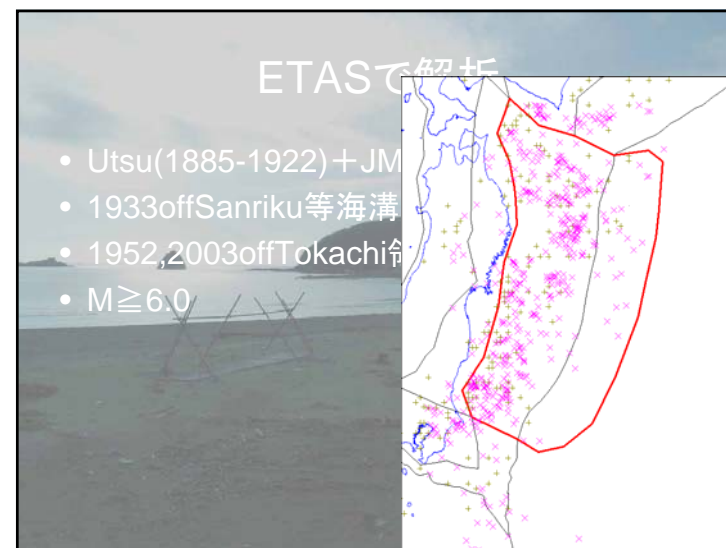 ETASで解析
• Utsu(1885-1922)＋JM
• 1933offSanriku等海溝
• 1952,2003offTokachi
• M≧6.0